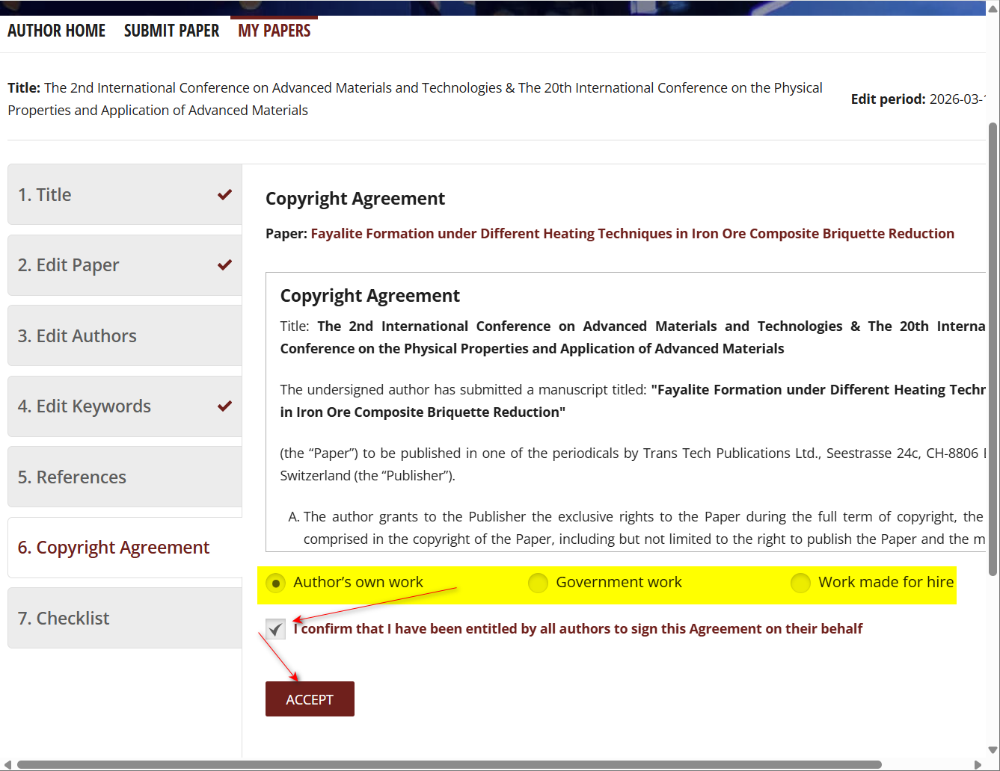 AUTHOR HOME SUBMIT PAPER MY PAPERS
Title: The 2nd International Conference on Advanced Materials and Technologies & The 20th International Conference on the Physical
Properties and Application of Advanced Materials
Edit period: 2026-03-
1. Title
2. Edit Paper
3. Edit Authors
4. Edit Keywords
5. References
6. Copyright Agreement
7. Checklist
Copyright Agreement
Paper: Fayalite Formation under Different Heating Techniques in Iron Ore Composite Briquette Reduction
Copyright Agreement
Title: The 2nd International Conference on Advanced Materials and Technologies & The 20th Interna
Conference on the Physical Properties and Application of Advanced Materials
The undersigned author has submitted a manuscript titled: "Fayalite Formation under Different Heating Techn
in Iron Ore Composite Briquette Reduction"
(the “Paper”) to be published in one of the periodicals by Trans Tech Publications Ltd., Seestrasse 24c, CH-8806
Switzerland (the “Publisher”).
A. The author grants to the Publisher the exclusive rights to the Paper during the full term of copyright, the
comprised in the copyright of the Paper, including but not limited to the right to publish the Paper and the m
Author’s own work Government work Work made for hire
I confirm that I have been entitled by all authors to sign this Agreement on their behalf
ACCEPT